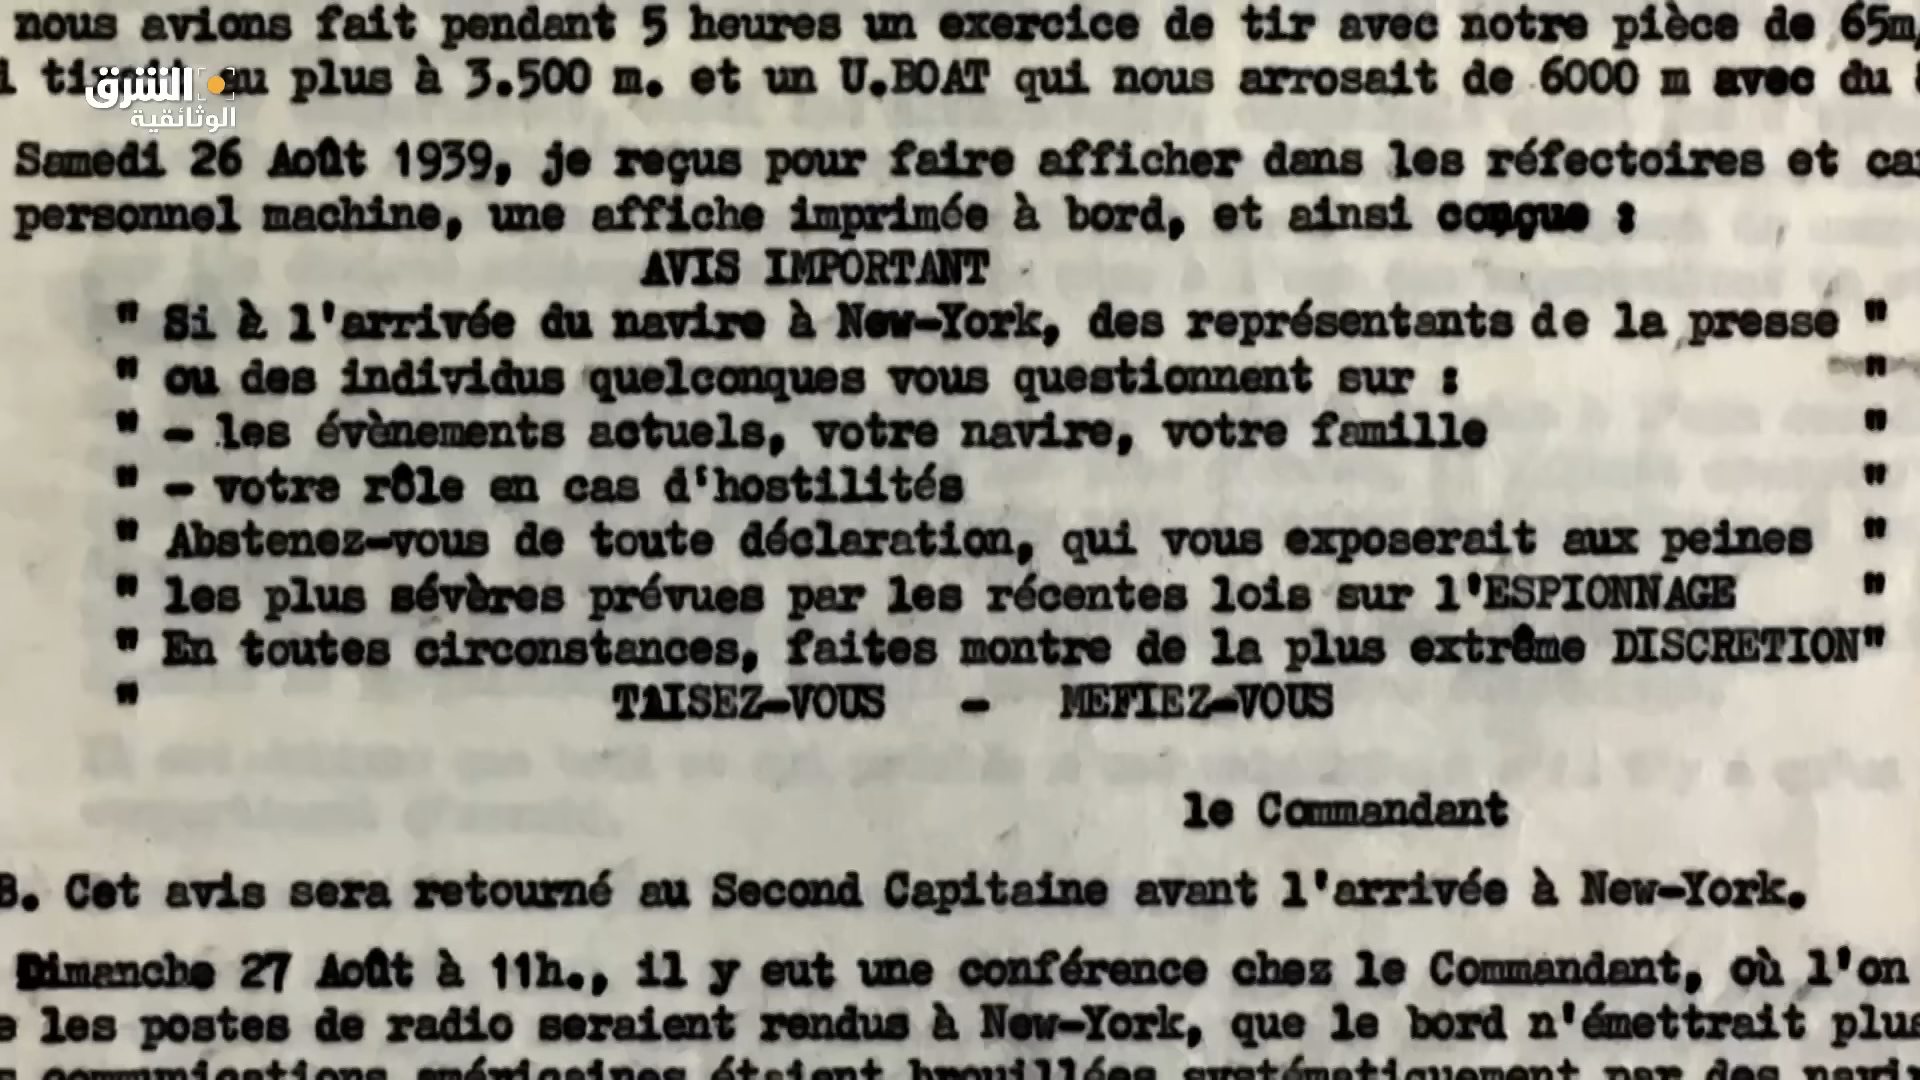 nous avions fait pendant 5 heures un exercice de tir avec notre pièce de 65m
au plus à 3.500 m. et un U.BOAT qui nous arrosait de 6000 m avec du
الشرق
الوثائقية
Samedi 26 Août 1939, je reçus pour faire afficher dans les réfectoires et
personnel machine, une affiche imprimée à bord, et ainsi conçue :
AVIS IMPORTANT
" Si à l'arrivée du navire à New-York, des représentants de la presse "
" ou des individus quelconques vous questionnent sur : "
" - les évènements actuels, votre navire, votre famille "
" - votre rôle en cas d'hostilités "
" Abstenez-vous de toute déclaration, qui vous exposerait aux peines "
" les plus sévères prévues par les récentes lois sur l'ESPIONNAGE "
" En toutes circonstances, faites montre de la plus extrême DISCRETION"
" TAISEZ-VOUS - MEFIEZ-VOUS
le Commandant
B. Cet avis sera retourné au Second Capitaine avant l'arrivée à New-York.
Dimanche 27 Août à 11h., il y eut une conférence chez le Commandant, où l'on
les postes de radio seraient rendus à New-York, que le bord n'émettrait plus
communications américaines étaient brouillées systématiquement par des